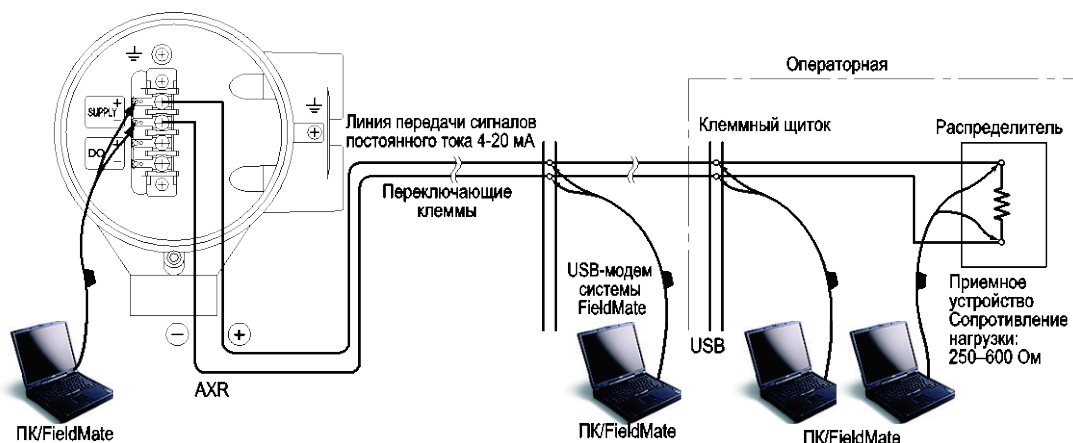 SUPPLY
+
−
DO
+
−
Линия передачи сигналов
постоянного тока 4-20 мА
Переключающие
клеммы
Операторная
Клеммный щиток
Распределитель
USB-модем
системы
FieldMate
USB
Приемное
устройство
Сопротивление
нагрузки:
250–600 Ом
−
+
AXR
ПК/FieldMate
ПК/FieldMate
ПК/FieldMate